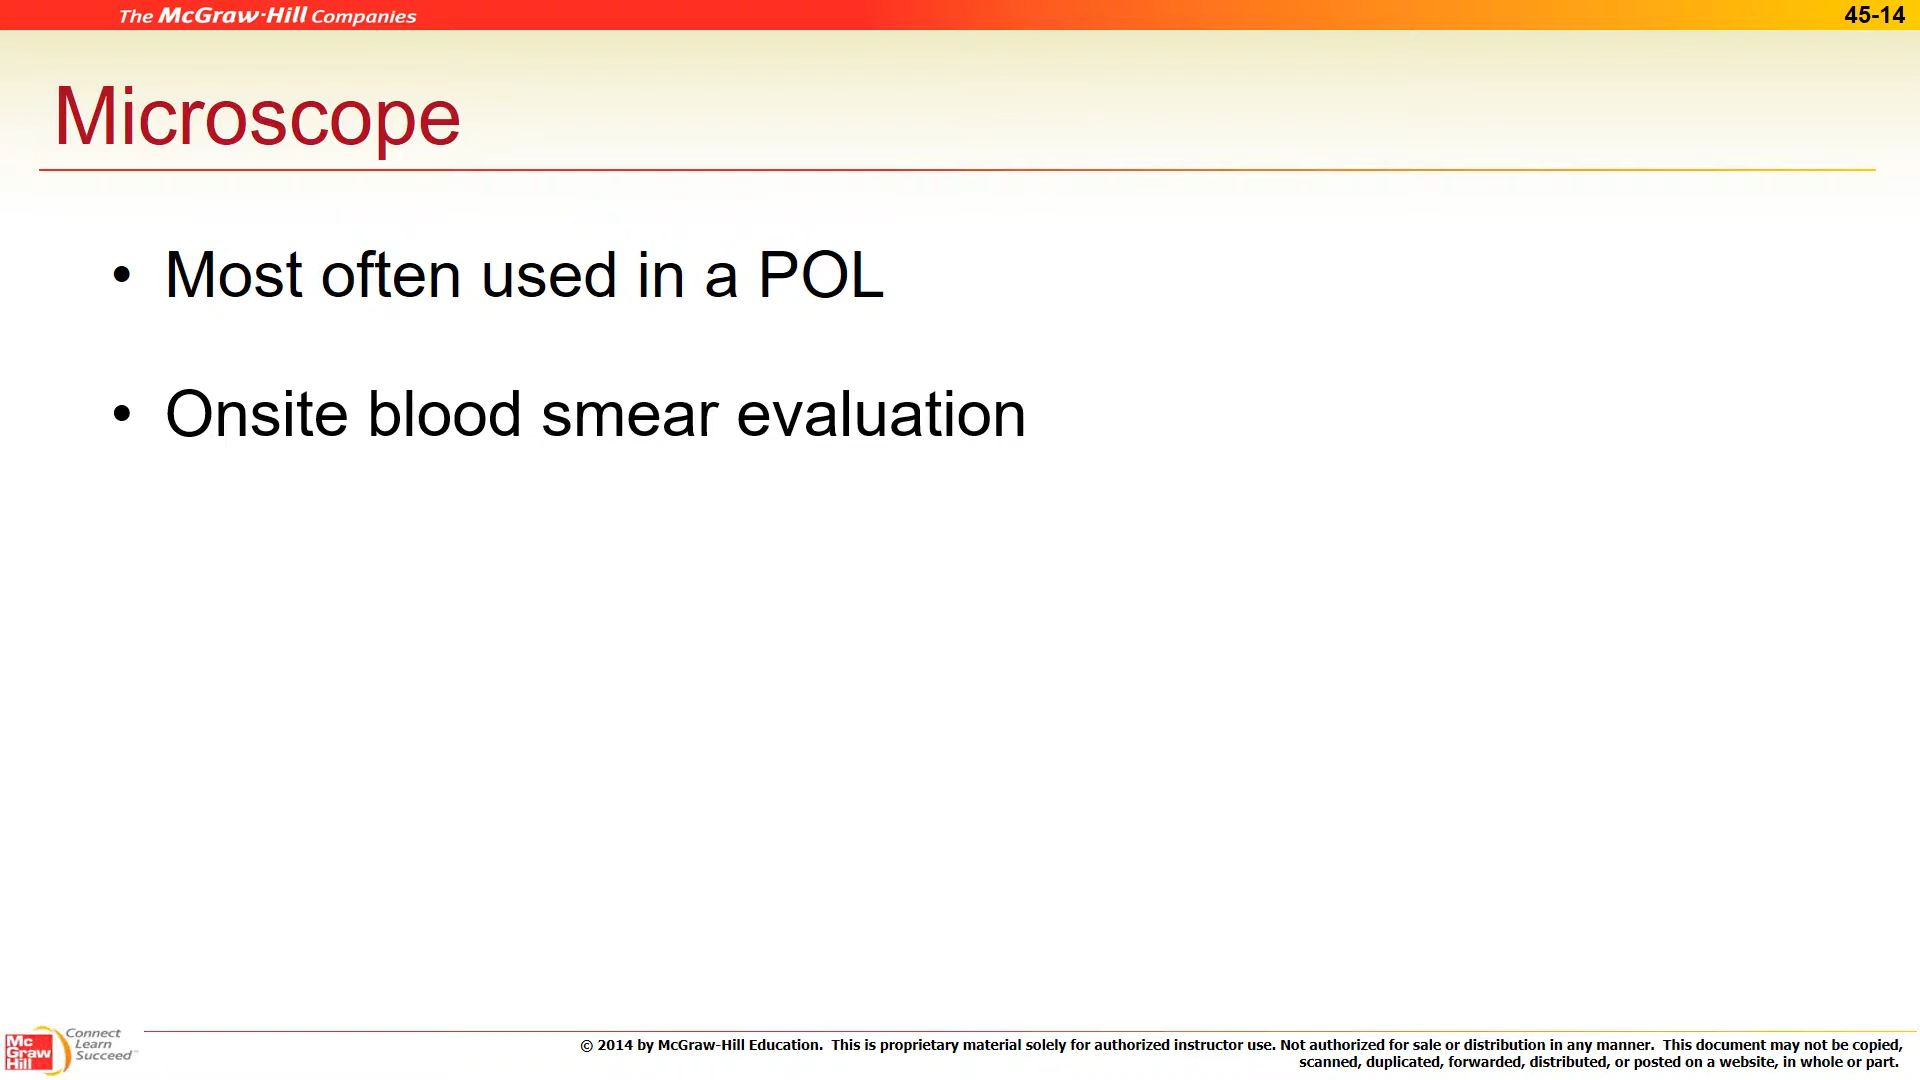 The McGraw-Hill Companies
45-14
Microscope
• Most often used in a POL
• Onsite blood smear evaluation
Mc
Graw
Hill
Connect
Learn
Succeed™
© 2014 by McGraw-Hill Education.  This is proprietary material solely for authorized instructor use. Not authorized for sale or distribution in any manner.  This document may not be copied,
scanned, duplicated, forwarded, distributed, or posted on a website, in whole or part.